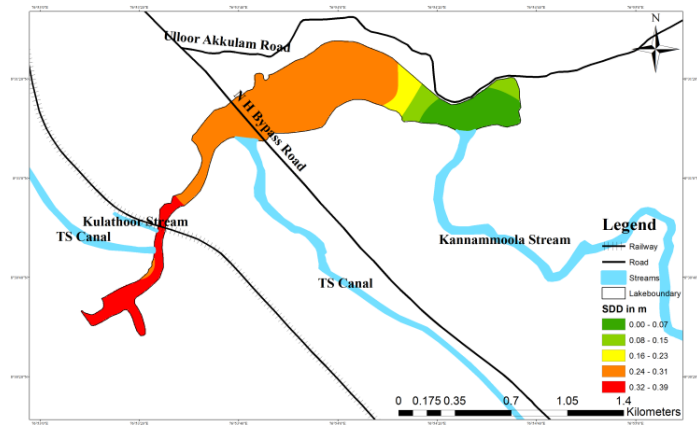 N
Ulloor Akkulam Road
N H Bypass Road
Kulathoor Stream
TS Canal
Kannammoola Stream
TS Canal
Legend
Railway
Road
Streams
Lakeboundary
SDD in m
0.00 - 0.07
0.08 - 0.15
0.16 - 0.23
0.24 - 0.31
0.32 - 0.39
0 0.175 0.35 0.7 1.05 1.4
Kilometers